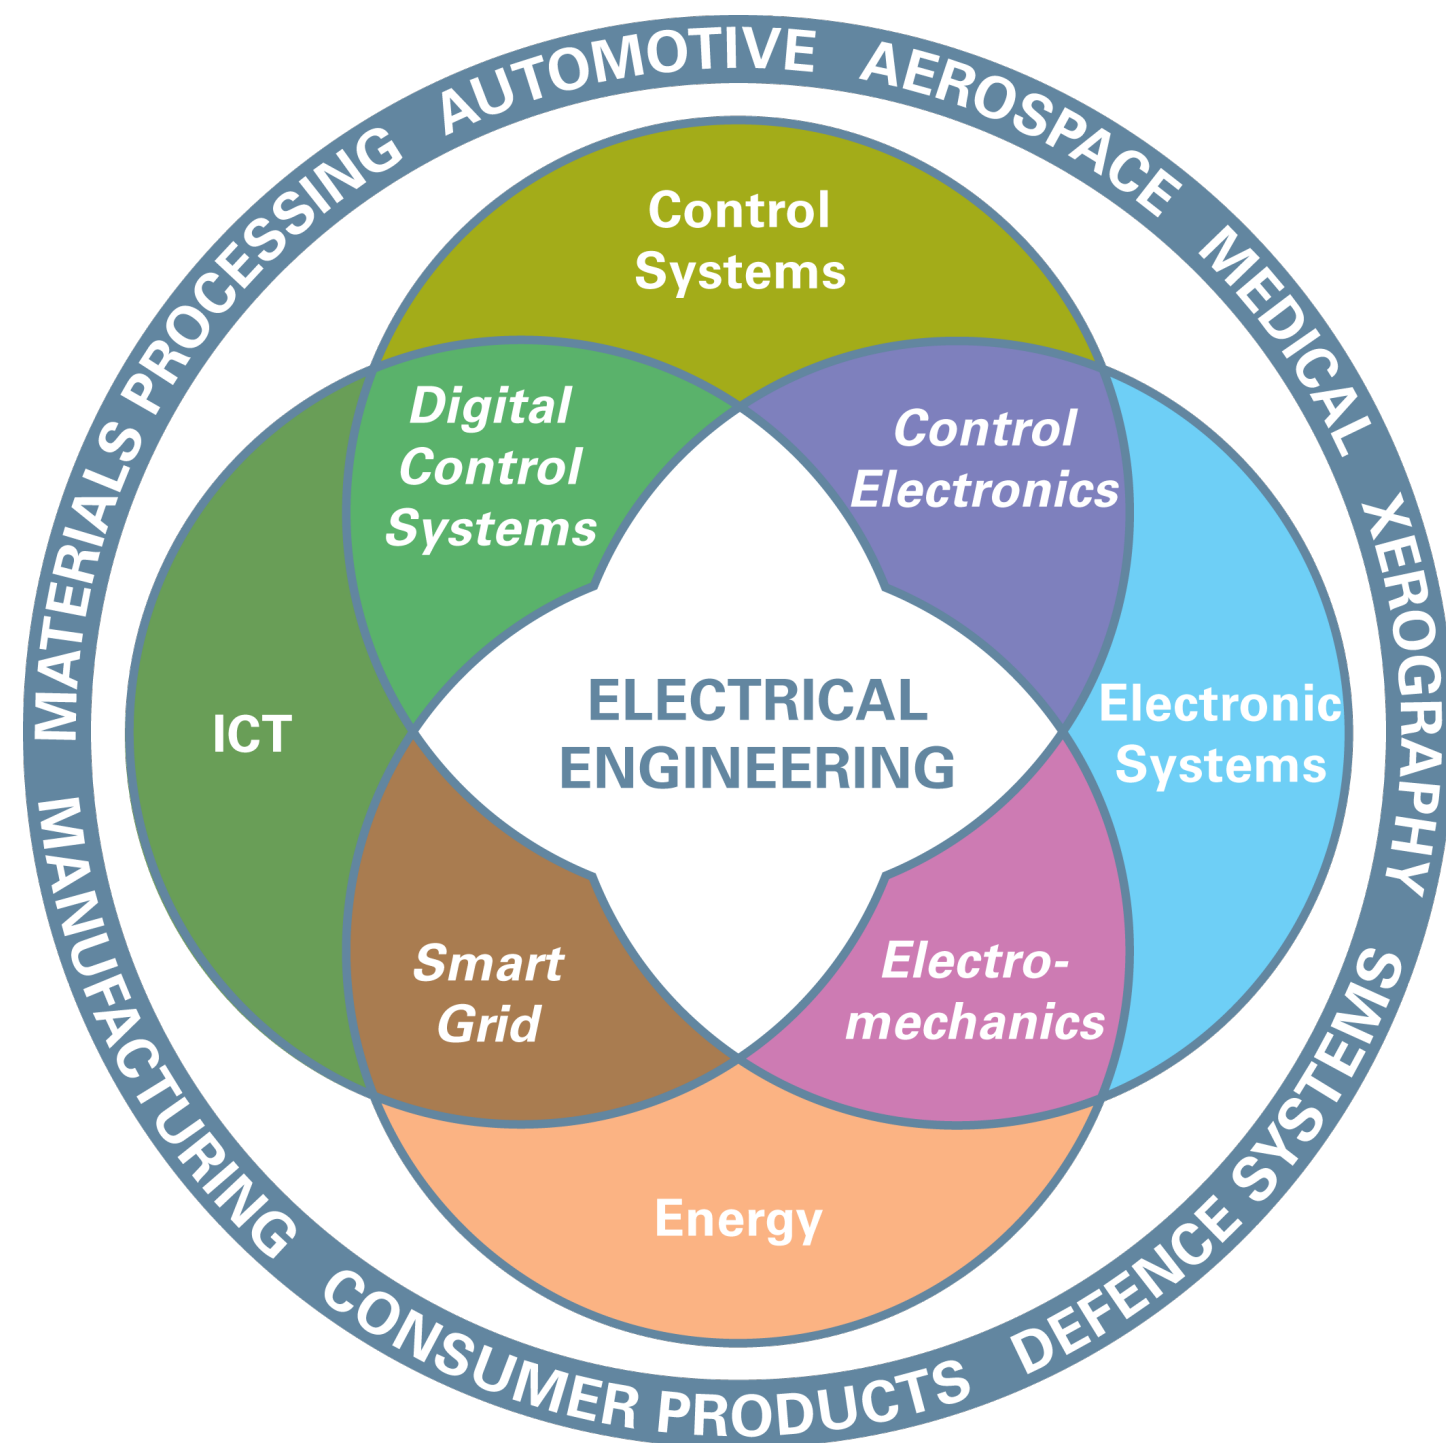 MATERIALS PROCESSING
AUTOMOTIVE
AEROSPACE
MEDICAL
XEROGRAPHY
DEFENCE SYSTEMS
CONSUMER PRODUCTS
MANUFACTURING
Control
Systems
Digital
Control
Systems
Control
Electronics
ICT
ELECTRICAL
ENGINEERING
Electronic
Systems
Smart
Grid
Electro-
mechanics
Energy